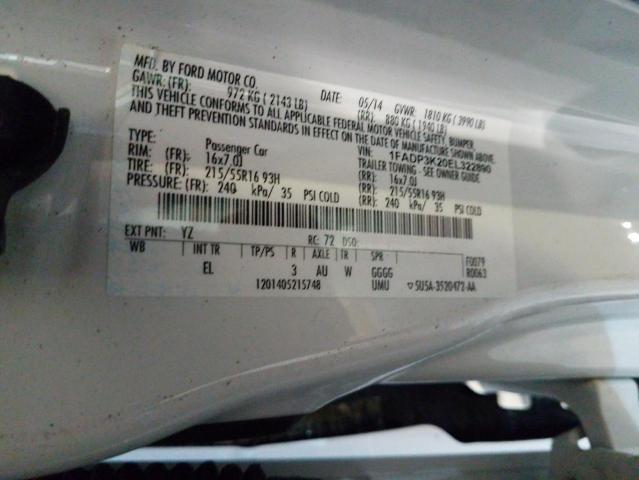 MFD. BY FORD MOTOR CO.
DATE: 05/14 GVWR: 1810 KG (3990 LB)
GAWR: (FR): 972 KG (2143 LB) (RR): 880 KG (1940 LB)
THIS VEHICLE CONFORMS TO ALL APPLICABLE FEDERAL MOTOR VEHICLE SAFETY, BUMPER,
AND THEFT PREVENTION STANDARDS IN EFFECT ON THE DATE OF MANUFACTURE SHOWN ABOVE.
VIN: 1FADP3K20EL322890
TYPE: Passenger Car TRAILER TOWING - SEE OWNER GUIDE.
RIM: (FR): 16x7.0J (RR): 16x7.0J
TIRE: (FR): 215/55R16 93H (RR): 215/55R16 93H
PRESSURE: (FR): 240 kPa/ 35 PSI COLD (RR): 240 kPa/ 35 PSI COLD
EXT PNT: YZ RC: 72 DSO:
WB INT TR TP/PS R AXLE TR SPR F0079
EL 3 AU W GGGG R0063
1201405215748 UMU ▽5U5A-3520472-AA